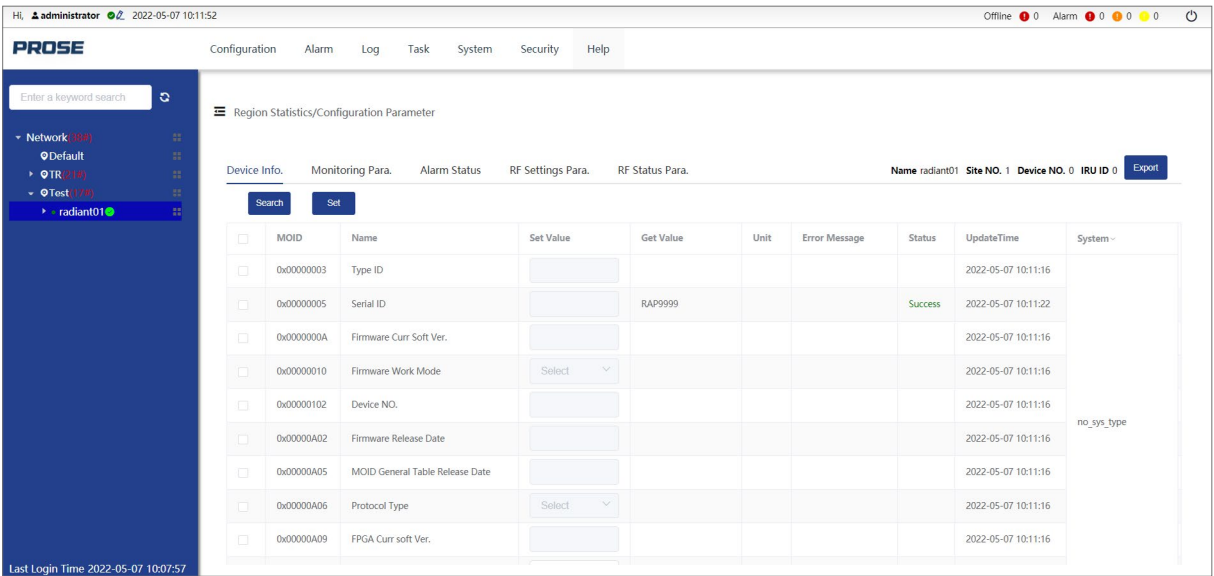 Hi, administrator 2022-05-07 10:11:52 Offline 0 Alarm 0 0 0
PROSE Configuration Alarm Log Task System Security Help
Enter a keyword search
Region Statistics/Configuration Parameter
Network
Default
TR
Test
radiant01
Device Info. Monitoring Para. Alarm Status RF Settings Para. RF Status Para. Name radiant01 Site NO. 1 Device NO. 0 IRU ID 0 Export
Search Set
MOID Name Set Value Get Value Unit Error Message Status UpdateTime System
0x00000003 Type ID 2022-05-07 10:11:16
0x00000005 Serial ID RAP9999 Success 2022-05-07 10:11:22
0x0000000A Firmware Curr Soft Ver. 2022-05-07 10:11:16
0x00000010 Firmware Work Mode Select 2022-05-07 10:11:16
0x00000102 Device NO. 2022-05-07 10:11:16
no_sys_type
0x00000A02 Firmware Release Date 2022-05-07 10:11:16
0x00000A05 MOID General Table Release Date 2022-05-07 10:11:16
0x00000A06 Protocol Type Select 2022-05-07 10:11:16
0x00000A09 FPGA Curr soft Ver. 2022-05-07 10:11:16
Last Login Time 2022-05-07 10:07:57